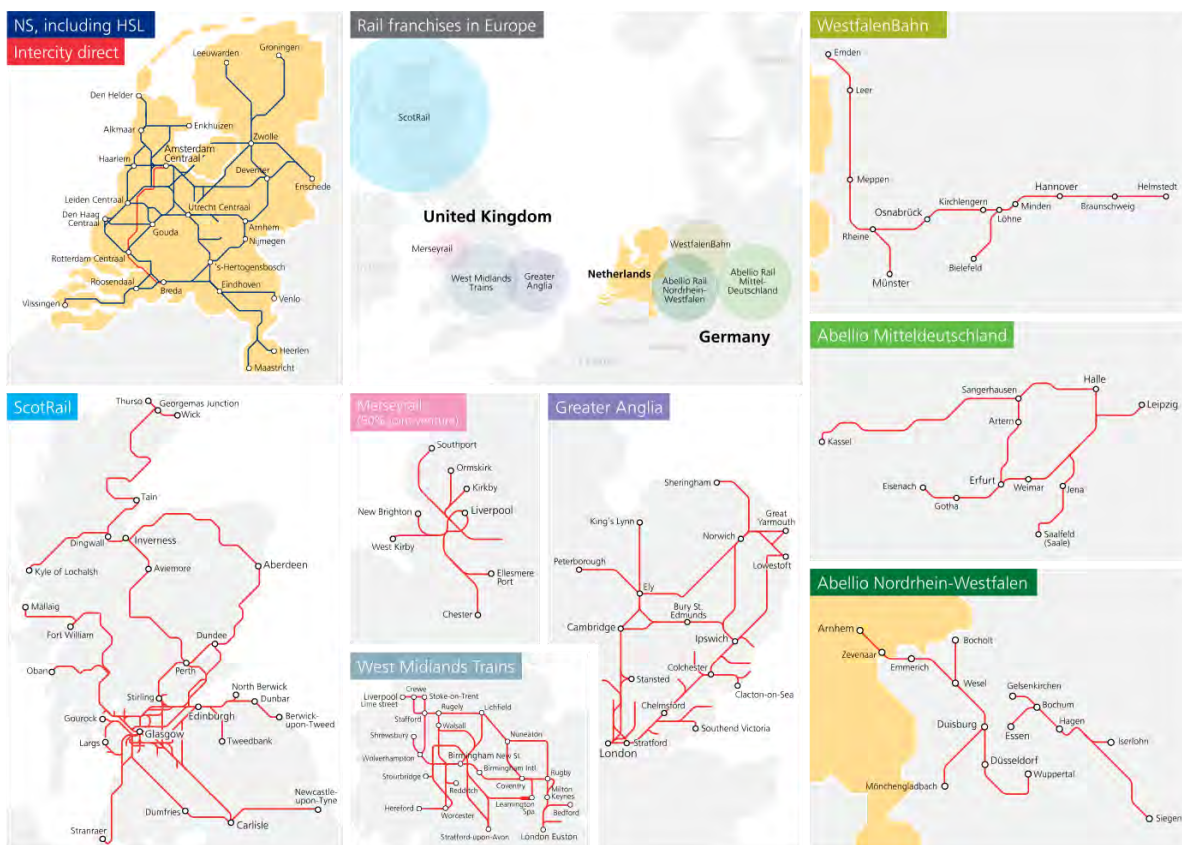 NS, including HSL
Intercity direct
Groningen
Leeuwarden
Den Helder
Enkhuizen
Alkmaar
Zwolle
Amsterdam
Centraal
Haarlem
Deventer
Enschede
Leiden Centraal
Utrecht Centraal
Den Haag
Centraal
Gouda
Arnhem
Nijmegen
Rotterdam Centraal
's-Hertogenbosch
Roosendaal
Breda
Eindhoven
Vlissingen
Venlo
Heerlen
Maastricht
Rail franchises in Europe
ScotRail
United Kingdom
Merseyrail
West Midlands
Trains
Greater
Anglia
WestfalenBahn
Netherlands
Abellio Rail
Nordrhein-
Westfalen
Abellio Rail
Mittel-
Deutschland
Germany
WestfalenBahn
Emden
Leer
Meppen
Hannover
Helmstedt
Kirchlengern
Osnabrück
Minden
Braunschweig
Löhne
Rheine
Bielefeld
Münster
Abellio Mitteldeutschland
Halle
Sangerhausen
Leipzig
Artern
Kassel
Erfurt
Eisenach
Weimar
Jena
Gotha
Saalfeld
(Saale)
ScotRail
Thurso
Georgemas Junction
Wick
Tain
Dingwall
Inverness
Kyle of Lochalsh
Aviemore
Aberdeen
Mallaig
Fort William
Dundee
Oban
Perth
Stirling
North Berwick
Dunbar
Gourock
Edinburgh
Berwick-
upon-Tweed
Glasgow
Largs
Tweedbank
Newcastle-
upon-Tyne
Dumfries
Carlisle
Stranraer
Merseyrail
(50% joint venture)
Southport
Ormskirk
Kirkby
New Brighton
Liverpool
West Kirby
Ellesmere
Port
Chester
Greater Anglia
Sheringham
King's Lynn
Great
Yarmouth
Norwich
Peterborough
Lowestoft
Ely
Bury St.
Edmunds
Cambridge
Ipswich
Colchester
Stansted
Clacton-on-Sea
Chelmsford
Southend Victoria
London
Stratford
West Midlands Trains
Crewe
Liverpool
Lime street
Stoke-on-Trent
Rugely
Lichfield
Stafford
Walsall
Shrewsbury
Nuneaton
Wolverhampton
Birmingham New St.
Birmingham Intl.
Stourbridge
Rugby
Coventry
Redditch
Milton
Keynes
Leamington
Spa
Hereford
Bedford
Worcester
Stratford-upon-Avon
London Euston
Abellio Nordrhein-Westfalen
Arnhem
Bocholt
Zevenaar
Emmerich
Wesel
Gelsenkirchen
Bochum
Duisburg
Hagen
Essen
Iserlohn
Düsseldorf
Wuppertal
Mönchengladbach
Siegen